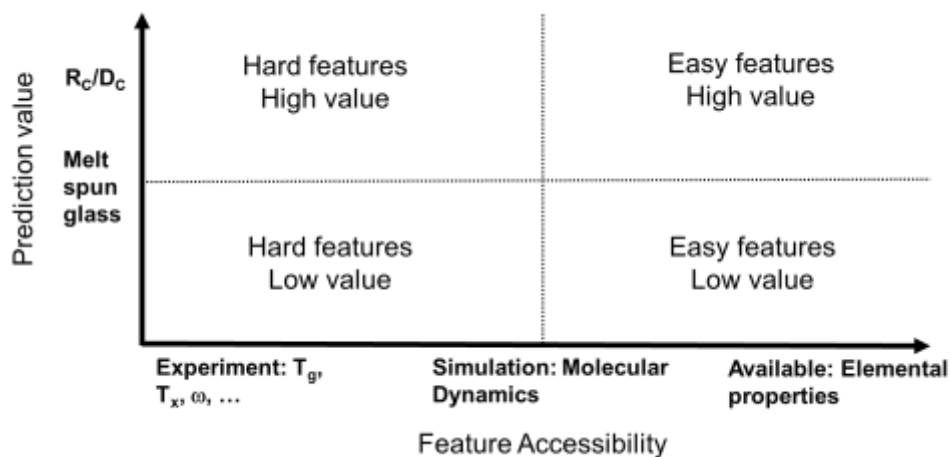 Prediction value
R_C/D_C
Melt
spun
glass
Hard features
High value
Easy features
High value
Hard features
Low value
Easy features
Low value
Experiment: T_g,
T_x, ω, …
Simulation: Molecular
Dynamics
Available: Elemental
properties
Feature Accessibility